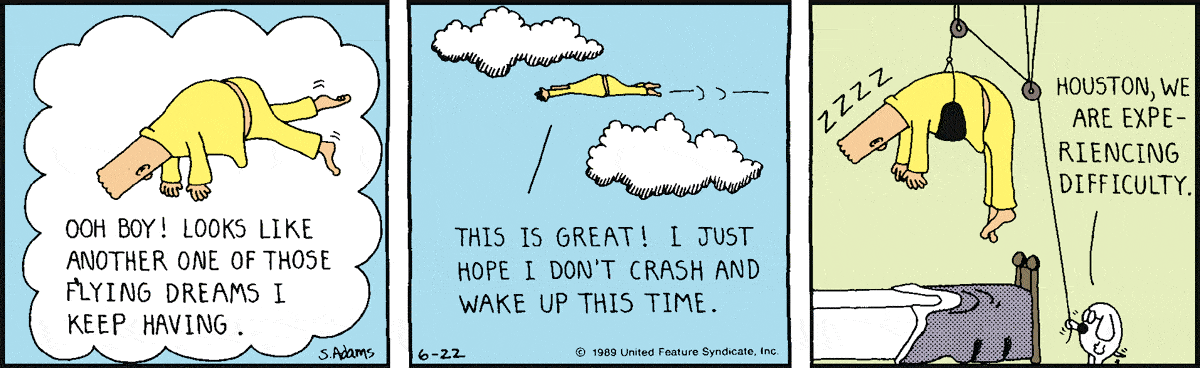 OOH BOY! LOOKS LIKE
ANOTHER ONE OF THOSE
FLYING DREAMS I
KEEP HAVING.
S. Adams
THIS IS GREAT! I JUST
HOPE I DON'T CRASH AND
WAKE UP THIS TIME.
6-22
© 1989 United Feature Syndicate, Inc.
ZZZZ
HOUSTON, WE
ARE EXPE-
RIENCING
DIFFICULTY.